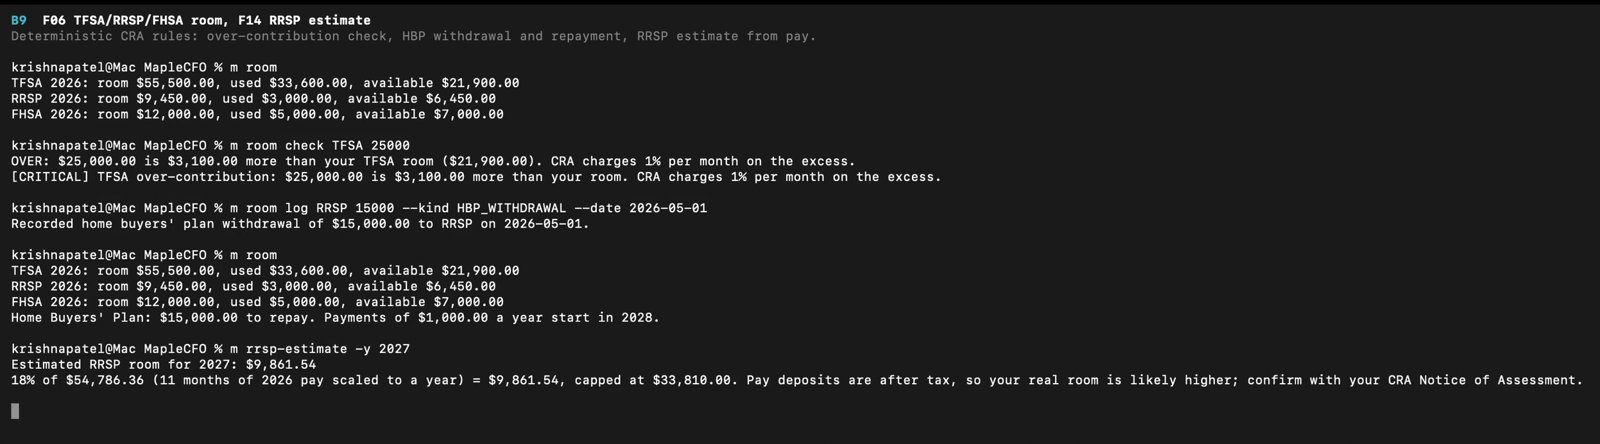 B9  F06 TFSA/RRSP/FHSA room, F14 RRSP estimate
Deterministic CRA rules: over-contribution check, HBP withdrawal and repayment, RRSP estimate from pay.
krishnapatel@Mac MapleCFO % m room
TFSA 2026: room $55,500.00, used $33,600.00, available $21,900.00
RRSP 2026: room $9,450.00, used $3,000.00, available $6,450.00
FHSA 2026: room $12,000.00, used $5,000.00, available $7,000.00
krishnapatel@Mac MapleCFO % m room check TFSA 25000
OVER: $25,000.00 is $3,100.00 more than your TFSA room ($21,900.00). CRA charges 1% per month on the excess.
[CRITICAL] TFSA over-contribution: $25,000.00 is $3,100.00 more than your room. CRA charges 1% per month on the excess.
krishnapatel@Mac MapleCFO % m room log RRSP 15000 --kind HBP_WITHDRAWAL --date 2026-05-01
Recorded home buyers' plan withdrawal of $15,000.00 to RRSP on 2026-05-01.
krishnapatel@Mac MapleCFO % m room
TFSA 2026: room $55,500.00, used $33,600.00, available $21,900.00
RRSP 2026: room $9,450.00, used $3,000.00, available $6,450.00
FHSA 2026: room $12,000.00, used $5,000.00, available $7,000.00
Home Buyers' Plan: $15,000.00 to repay. Payments of $1,000.00 a year start in 2028.
krishnapatel@Mac MapleCFO % m rrsp-estimate -y 2027
Estimated RRSP room for 2027: $9,861.54
18% of $54,786.36 (11 months of 2026 pay scaled to a year) = $9,861.54, capped at $33,810.00. Pay deposits are after tax, so your real room is likely higher; confirm with your CRA Notice of Assessment.